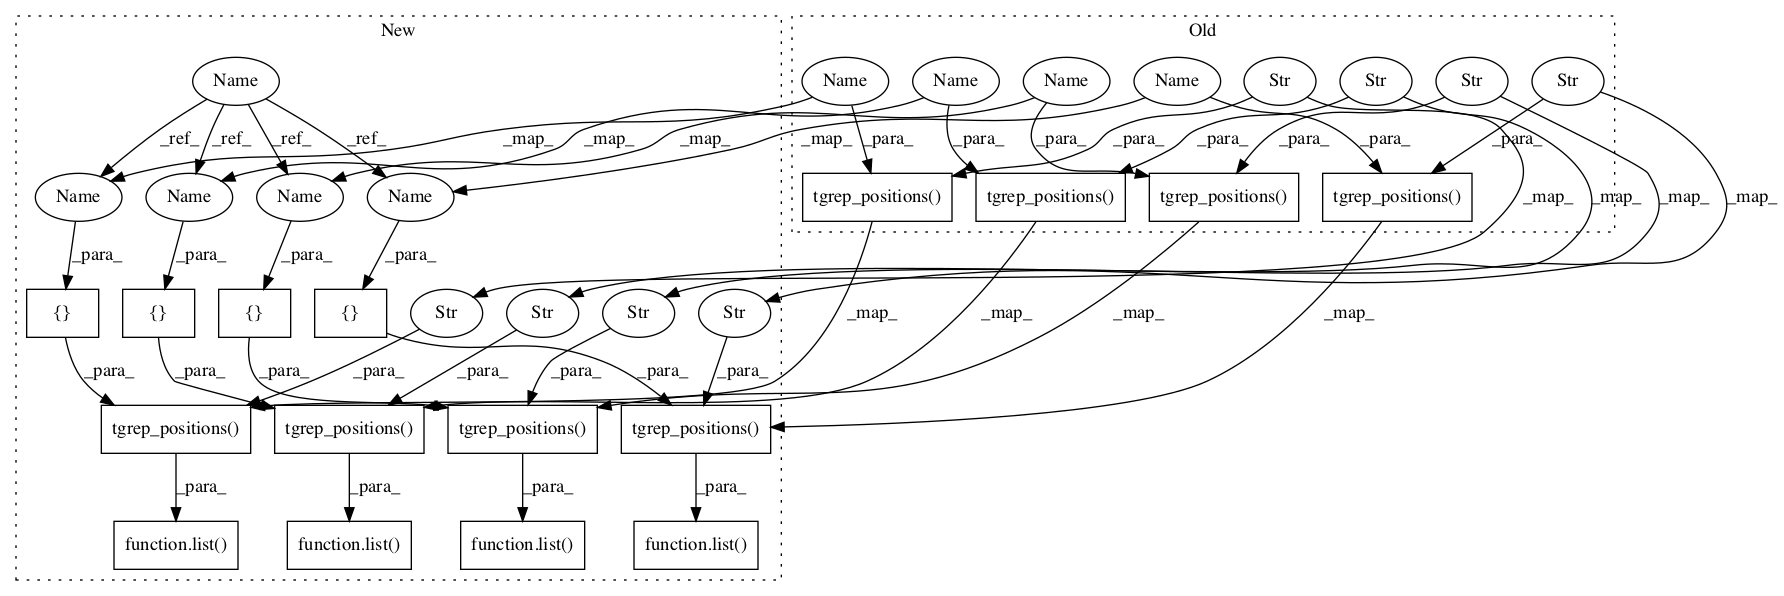 New Old
Name Name Name Name Name Str Str Str Str
_ref_ _ref_ _ref_ _ref_ _map_ _map_ _map_ _map_ _para_ _para_ _para_ _para_ _para_ _para_ _para_ _para_
Name Name Name Name tgrep_positions() tgrep_positions() tgrep_positions() tgrep_positions() _map_ _map_ _map_ _map_
_para_ _para_ _para_ _para_
{} {} {} {} Str Str Str Str _map_ _map_ _map_ _map_
_para_ _para_ _para_ _para_ _para_ _para_ _para_ _para_
tgrep_positions() tgrep_positions() tgrep_positions() tgrep_positions()
_para_ _para_ _para_ _para_
function.list() function.list() function.list() function.list()